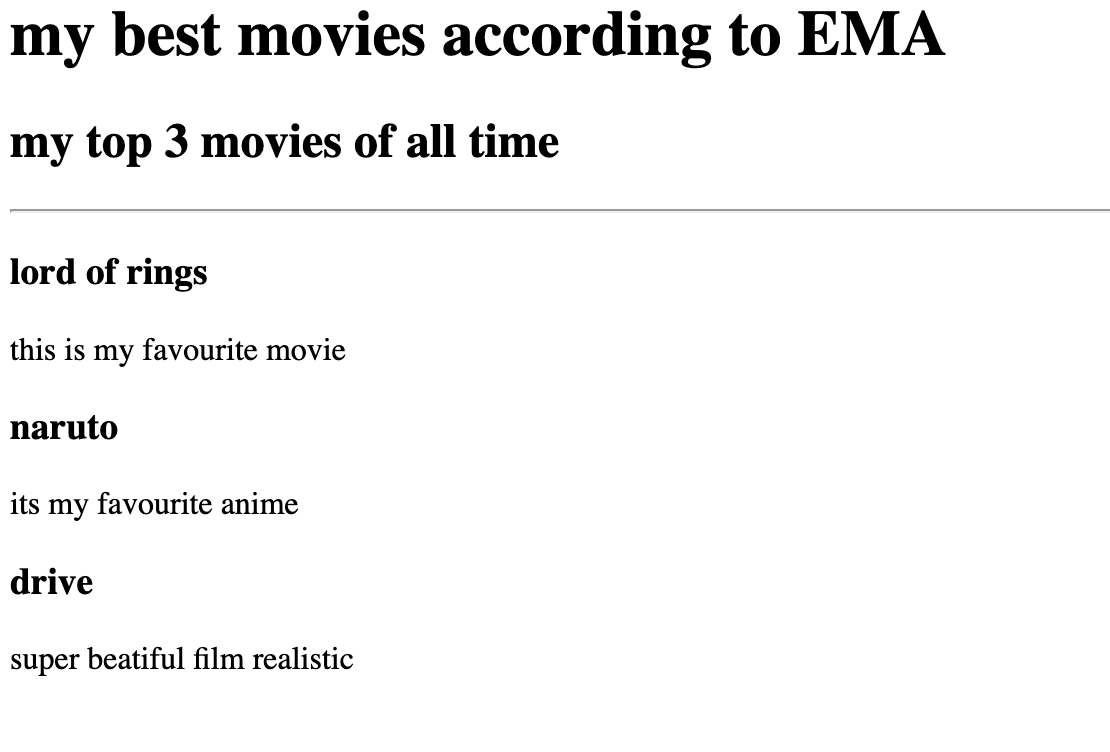 my best movies according to EMA
my top 3 movies of all time
lord of rings
this is my favourite movie
naruto
its my favourite anime
drive
super beatiful film realistic